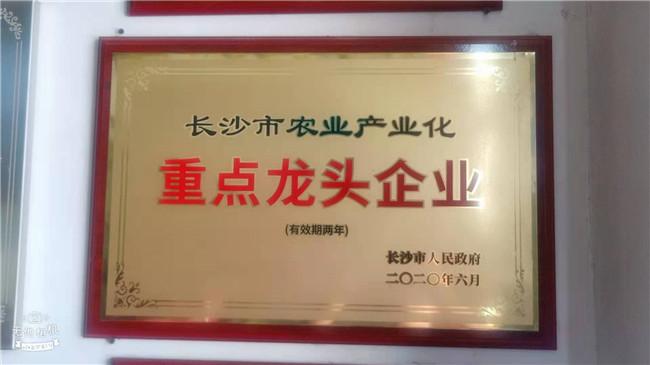 长沙市农业产业化
重点龙头企业
(有效期两年)
长沙市人民政府
二〇二〇年六月